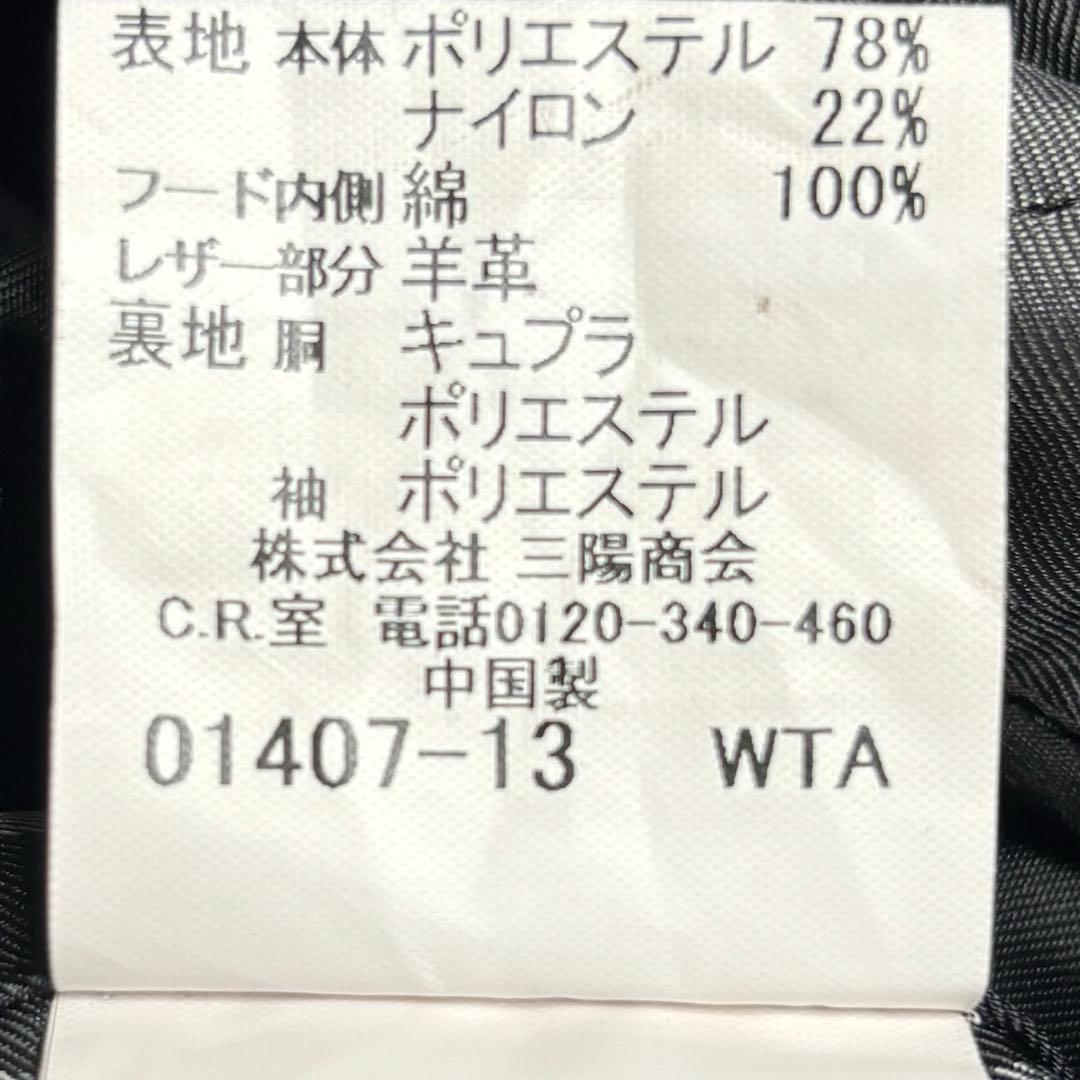 表地 本体 ポリエステル 78%
ナイロン 22%
フード内側 綿 100%
レザー部分 羊革
裏地 胴 キュプラ
ポリエステル
袖 ポリエステル
株式会社 三陽商会
C.R.室 電話0120-340-460
中国製
01407-13 WTA